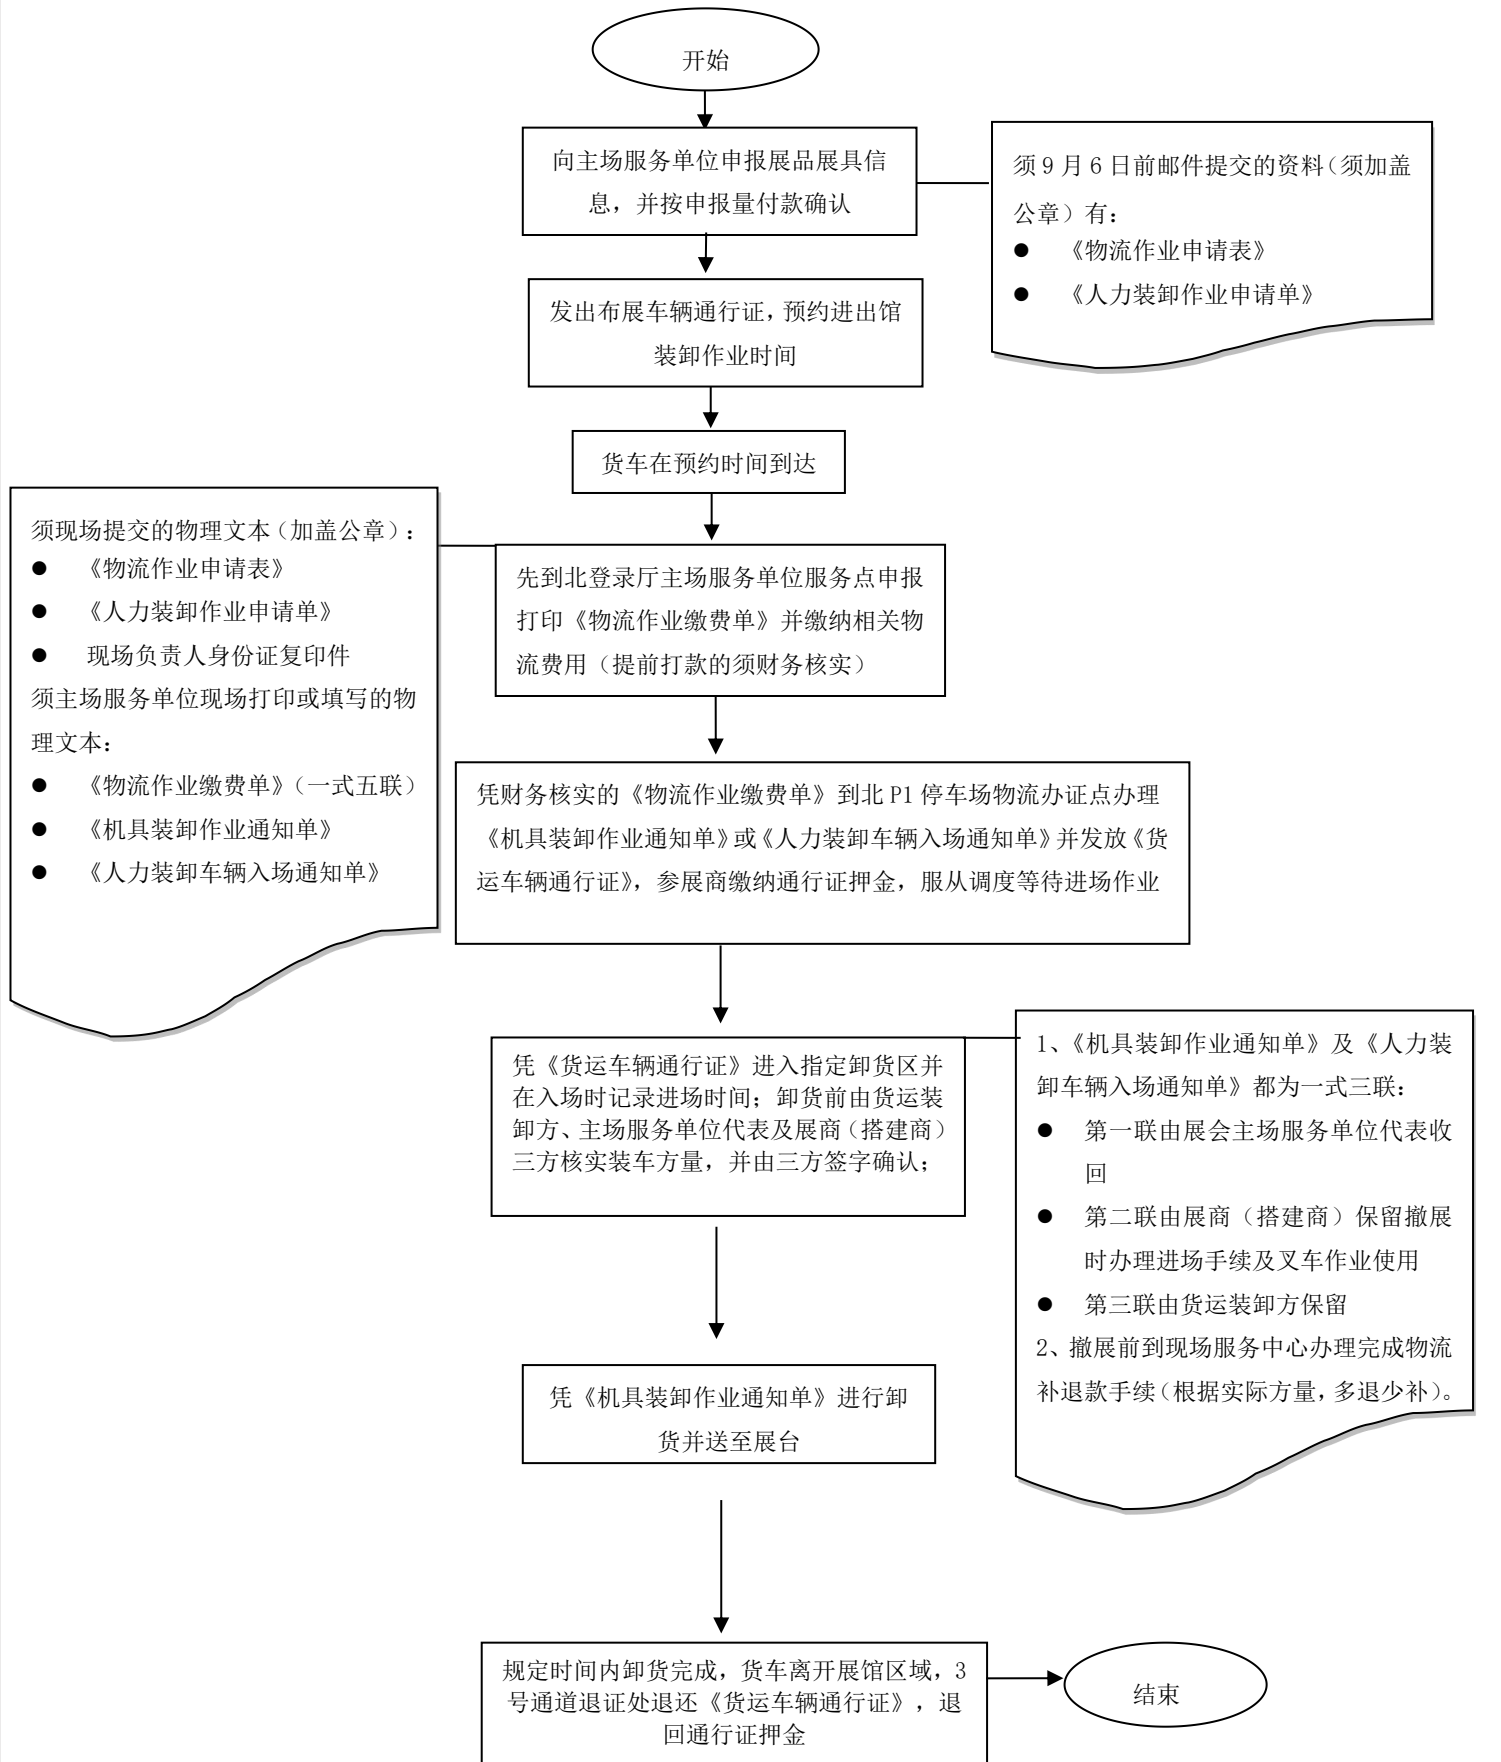 开始
向主场服务单位申报展品展具信
息，并按申报量付款确认
须 9 月 6 日前邮件提交的资料（须加盖
公章）有：
● 《物流作业申请表》
● 《人力装卸作业申请单》
发出布展车辆通行证，预约进出馆
装卸作业时间
货车在预约时间到达
须现场提交的物理文本（加盖公章）：
● 《物流作业申请表》
● 《人力装卸作业申请单》
● 现场负责人身份证复印件
须主场服务单位现场打印或填写的物
理文本：
● 《物流作业缴费单》（一式五联）
● 《机具装卸作业通知单》
● 《人力装卸车辆入场通知单》
先到北登录厅主场服务单位服务点申报
打印《物流作业缴费单》并缴纳相关物
流费用（提前打款的须财务核实）
凭财务核实的《物流作业缴费单》到北 P1 停车场物流办证点办理
《机具装卸作业通知单》或《人力装卸车辆入场通知单》并发放《货
运车辆通行证》，参展商缴纳通行证押金，服从调度等待进场作业
凭《货运车辆通行证》进入指定卸货区并
在入场时记录进场时间；卸货前由货运装
卸方、主场服务单位代表及展商（搭建商）
三方核实装车方量，并由三方签字确认；
1、《机具装卸作业通知单》及《人力装
卸车辆入场通知单》都为一式三联：
● 第一联由展会主场服务单位代表收
回
● 第二联由展商（搭建商）保留撤展
时办理进场手续及叉车作业使用
● 第三联由货运装卸方保留
2、撤展前到现场服务中心办理完成物流
补退款手续（根据实际方量，多退少补）。
凭《机具装卸作业通知单》进行卸
货并送至展台
规定时间内卸货完成，货车离开展馆区域，3
号通道退证处退还《货运车辆通行证》，退
回通行证押金
结束